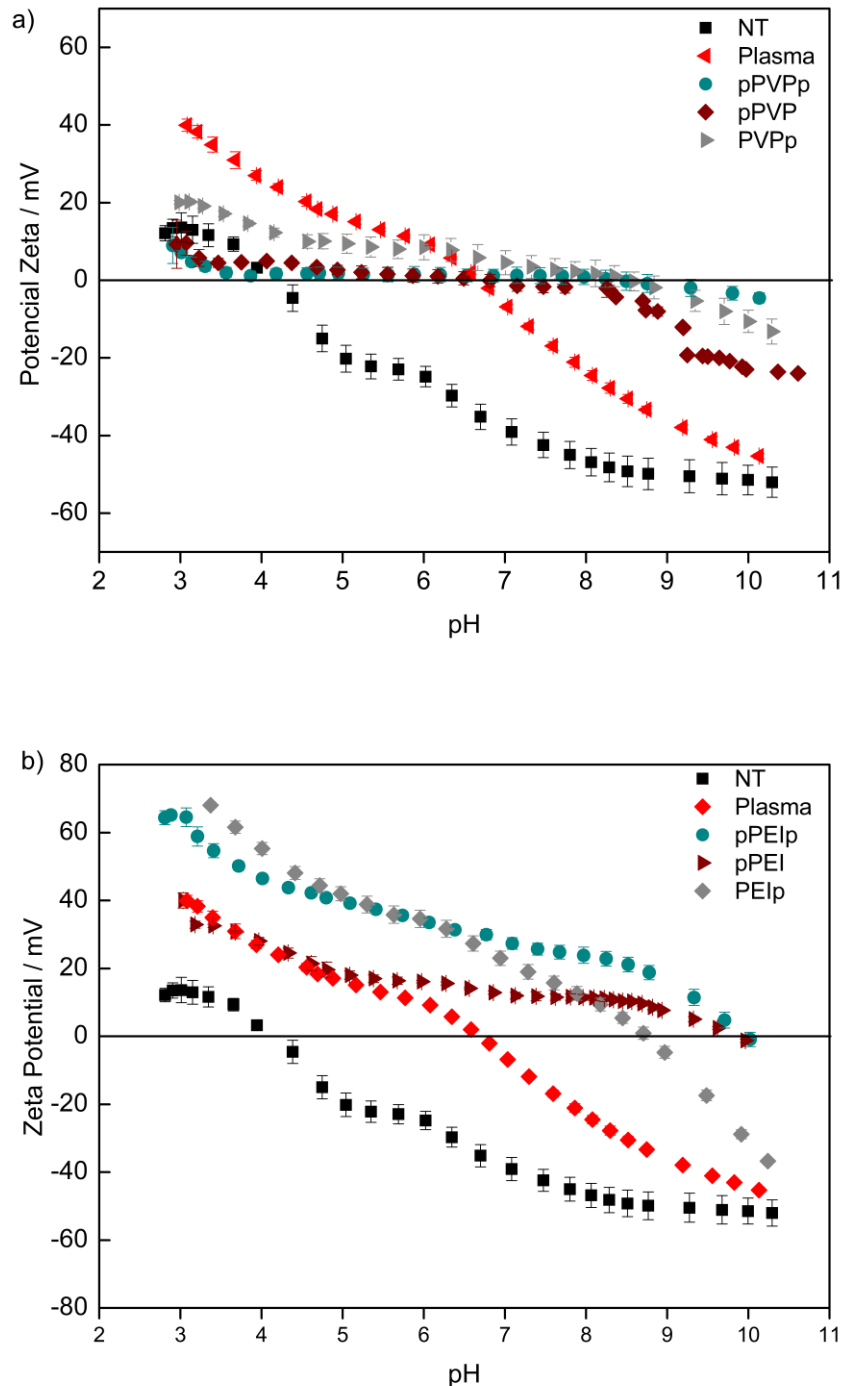 a)
NT
Plasma
pPVPp
pPVP
PVPp
60
40
20
0
-20
-40
-60
Potencial Zeta / mV
2 3 4 5 6 7 8 9 10 11
pH
b)
NT
Plasma
pPEIp
pPEI
PEIp
80
60
40
20
0
-20
-40
-60
-80
Zeta Potential / mV
2 3 4 5 6 7 8 9 10 11
pH